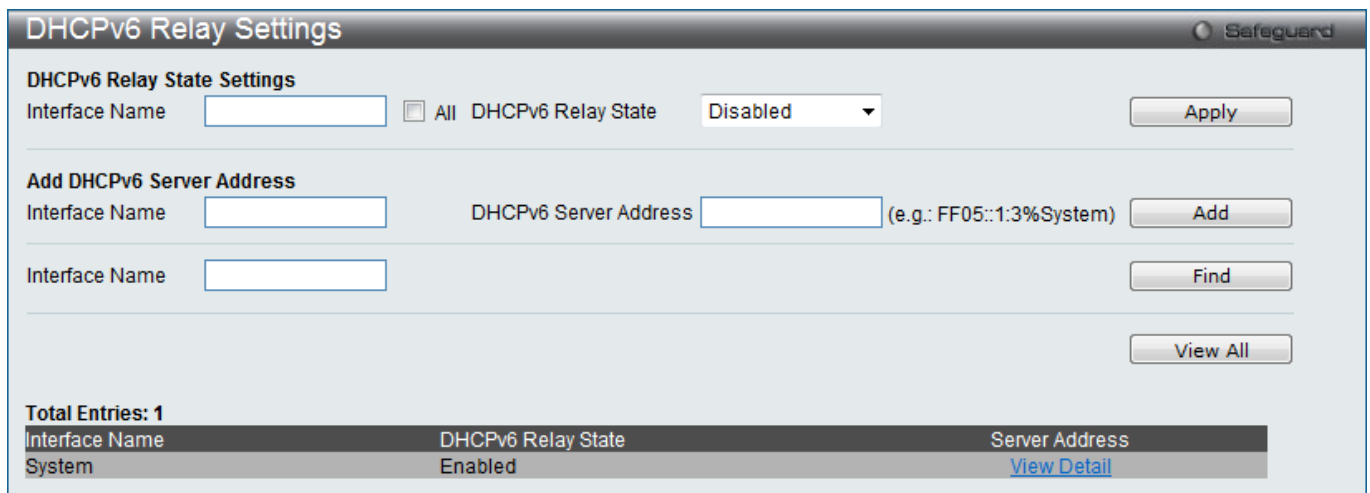 DHCPv6 Relay Settings
Safeguard
DHCPv6 Relay State Settings
Interface Name All DHCPv6 Relay State Disabled Apply
Add DHCPv6 Server Address
Interface Name DHCPv6 Server Address (e.g.: FF05::1:3%System) Add
Interface Name Find
View All
Total Entries: 1
Interface Name DHCPv6 Relay State Server Address
System Enabled View Detail